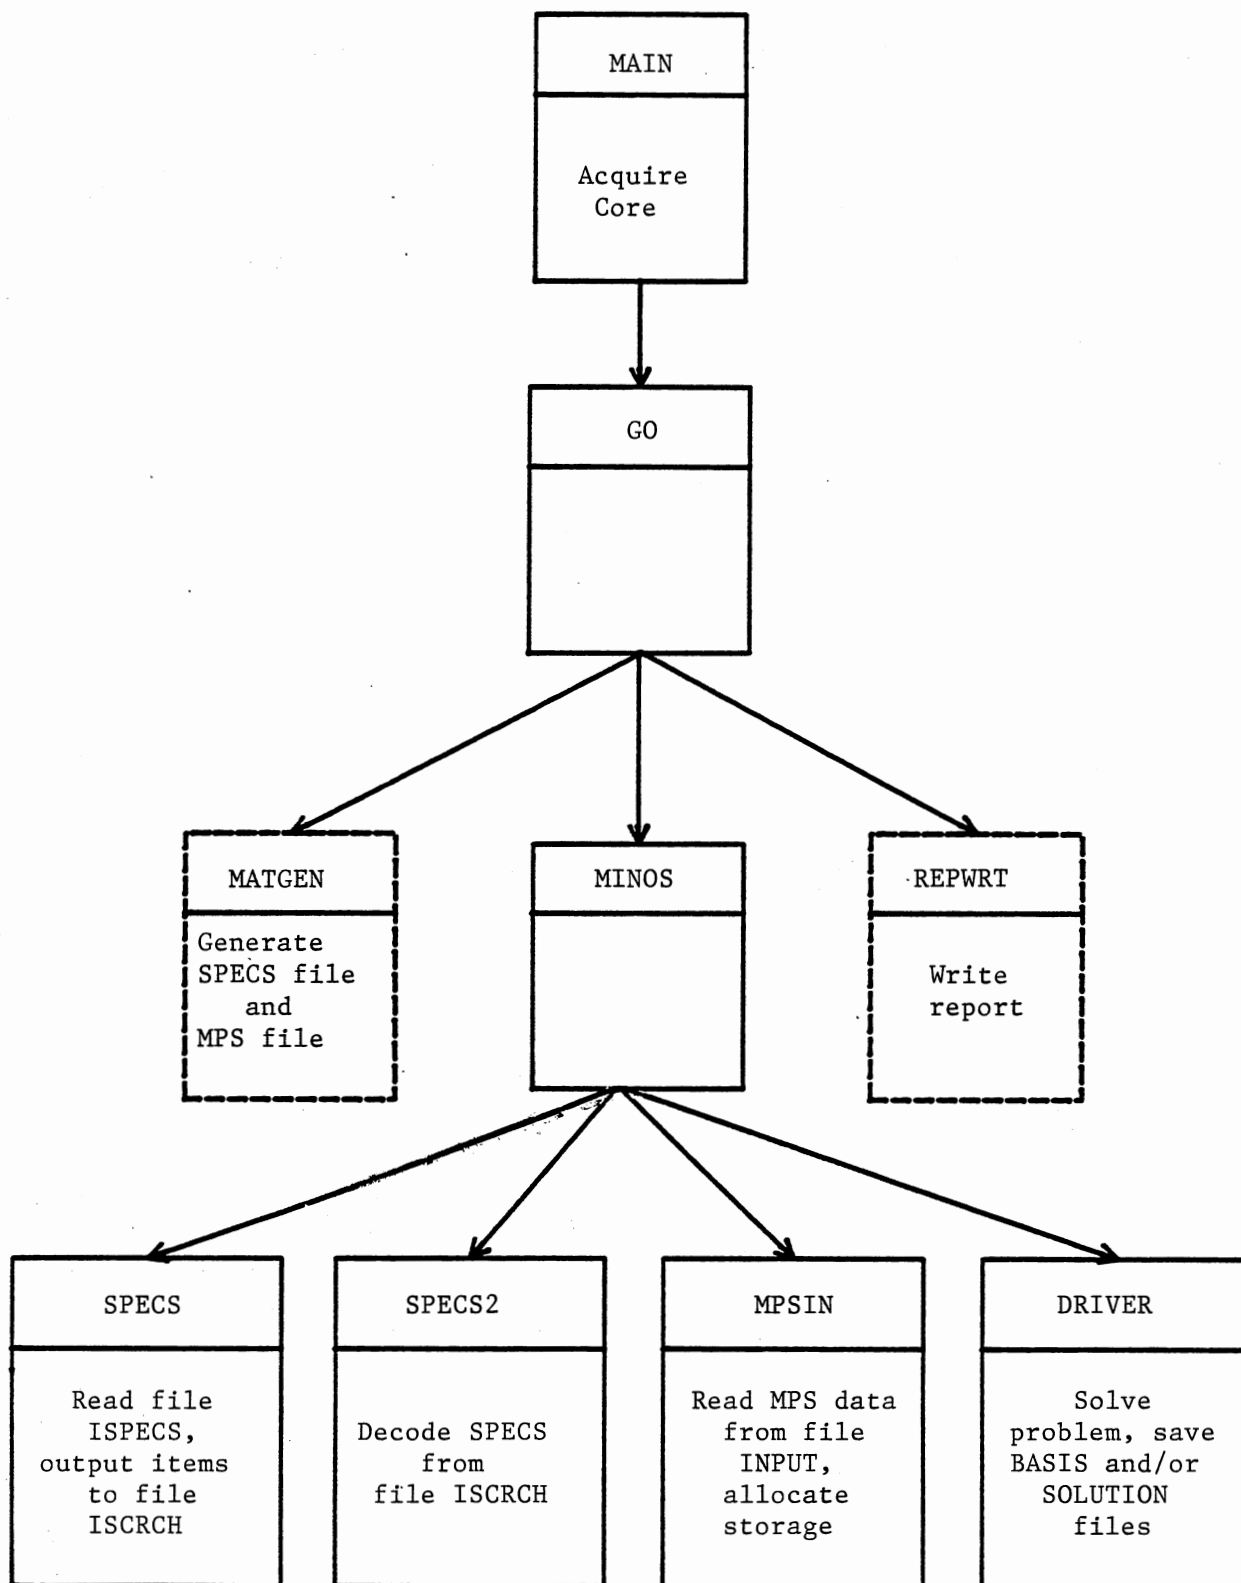 MAIN
Acquire
Core
GO
MATGEN
Generate
SPECS file
and
MPS file
MINOS
REPWRT
Write
report
SPECS
Read file
ISPECS,
output items
to file
ISCRCH
SPECS2
Decode SPECS
from
file ISCRCH
MPSIN
Read MPS data
from file
INPUT,
allocate
storage
DRIVER
Solve
problem, save
BASIS and/or
SOLUTION
files